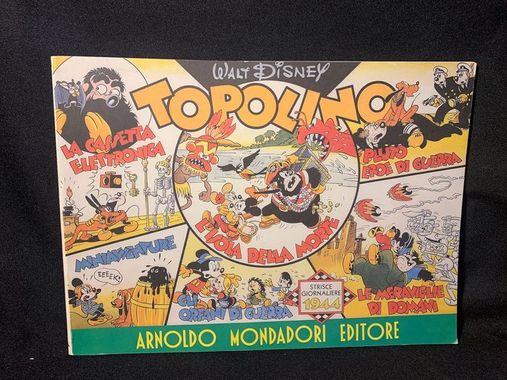 WALT DISNEY
TOPOLINO
LA CASSETTA
ELETTRONICA
PLUTO
EROE DI GUERRA
L'ISOLA DELLA MORTE
MINIAVVENTURE
EEEEK!
GLI
ORFANI DI GUERRA
STRISCE
GIORNALIERE
1944
LE MERAVIGLIE
DI DOMANI
ARNOLDO MONDADORI EDITORE